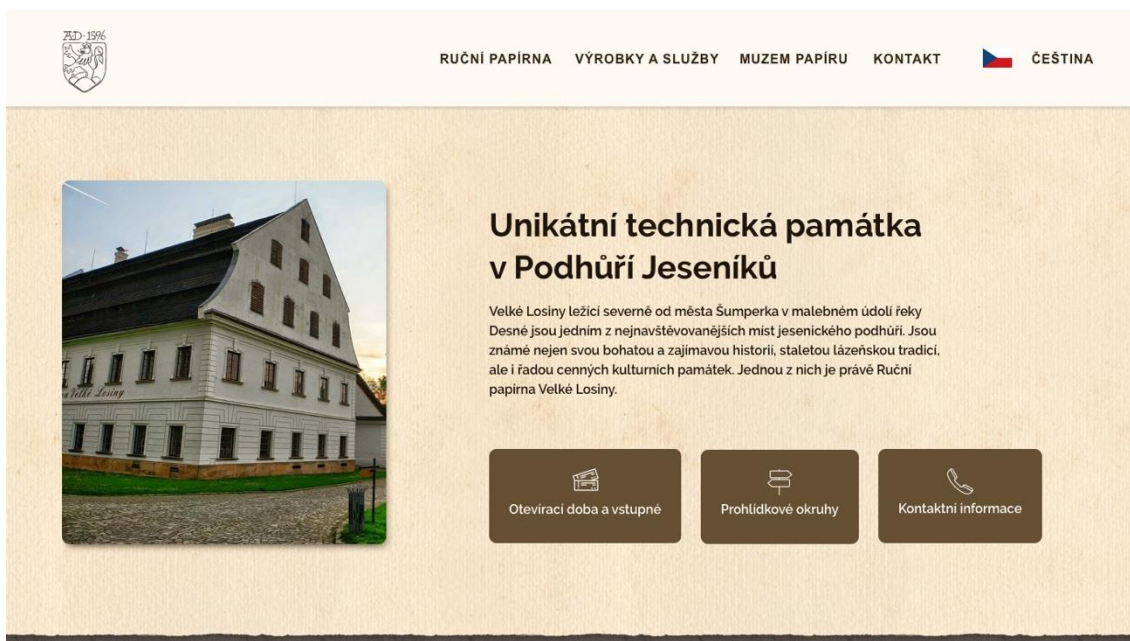 AD·1596
RUČNÍ PAPÍRNA
VÝROBKY A SLUŽBY
MUZEM PAPÍRU
KONTAKT
ČEŠTINA
Unikátní technická památka
v Podhůří Jeseníků
Velké Losiny ležící severně od města Šumperka v malebném údolí řeky
Desné jsou jedním z nejnavštěvovanějších míst jesenického podhůří. Jsou
známé nejen svou bohatou a zajímavou historií, staletou lázeňskou tradicí,
ale i řadou cenných kulturních památek. Jednou z nich je právě Ruční
papírna Velké Losiny.
Velké Losiny
Otevírací doba a vstupné
Prohlídkové okruhy
Kontaktní informace